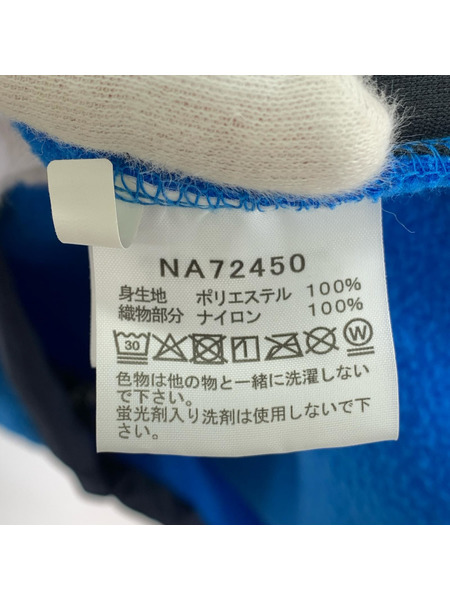 NA72450
身生地 ポリエステル 100%
織物部分 ナイロン 100%
30 W
色物は他の物と一緒に洗濯しない
で下さい。
蛍光剤入り洗剤は使用しないで下
さい。